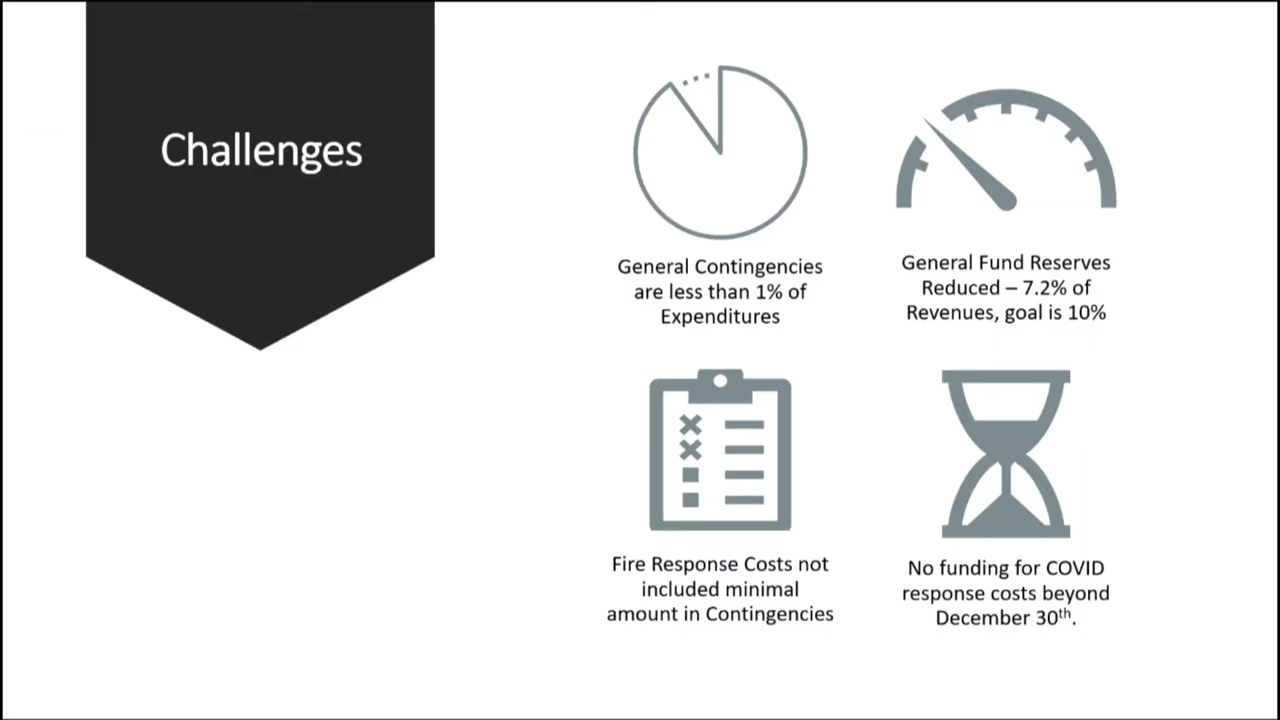 Challenges
General Contingencies
are less than 1% of
Expenditures
General Fund Reserves
Reduced – 7.2% of
Revenues, goal is 10%
Fire Response Costs not
included minimal
amount in Contingencies
No funding for COVID
response costs beyond
December 30th.